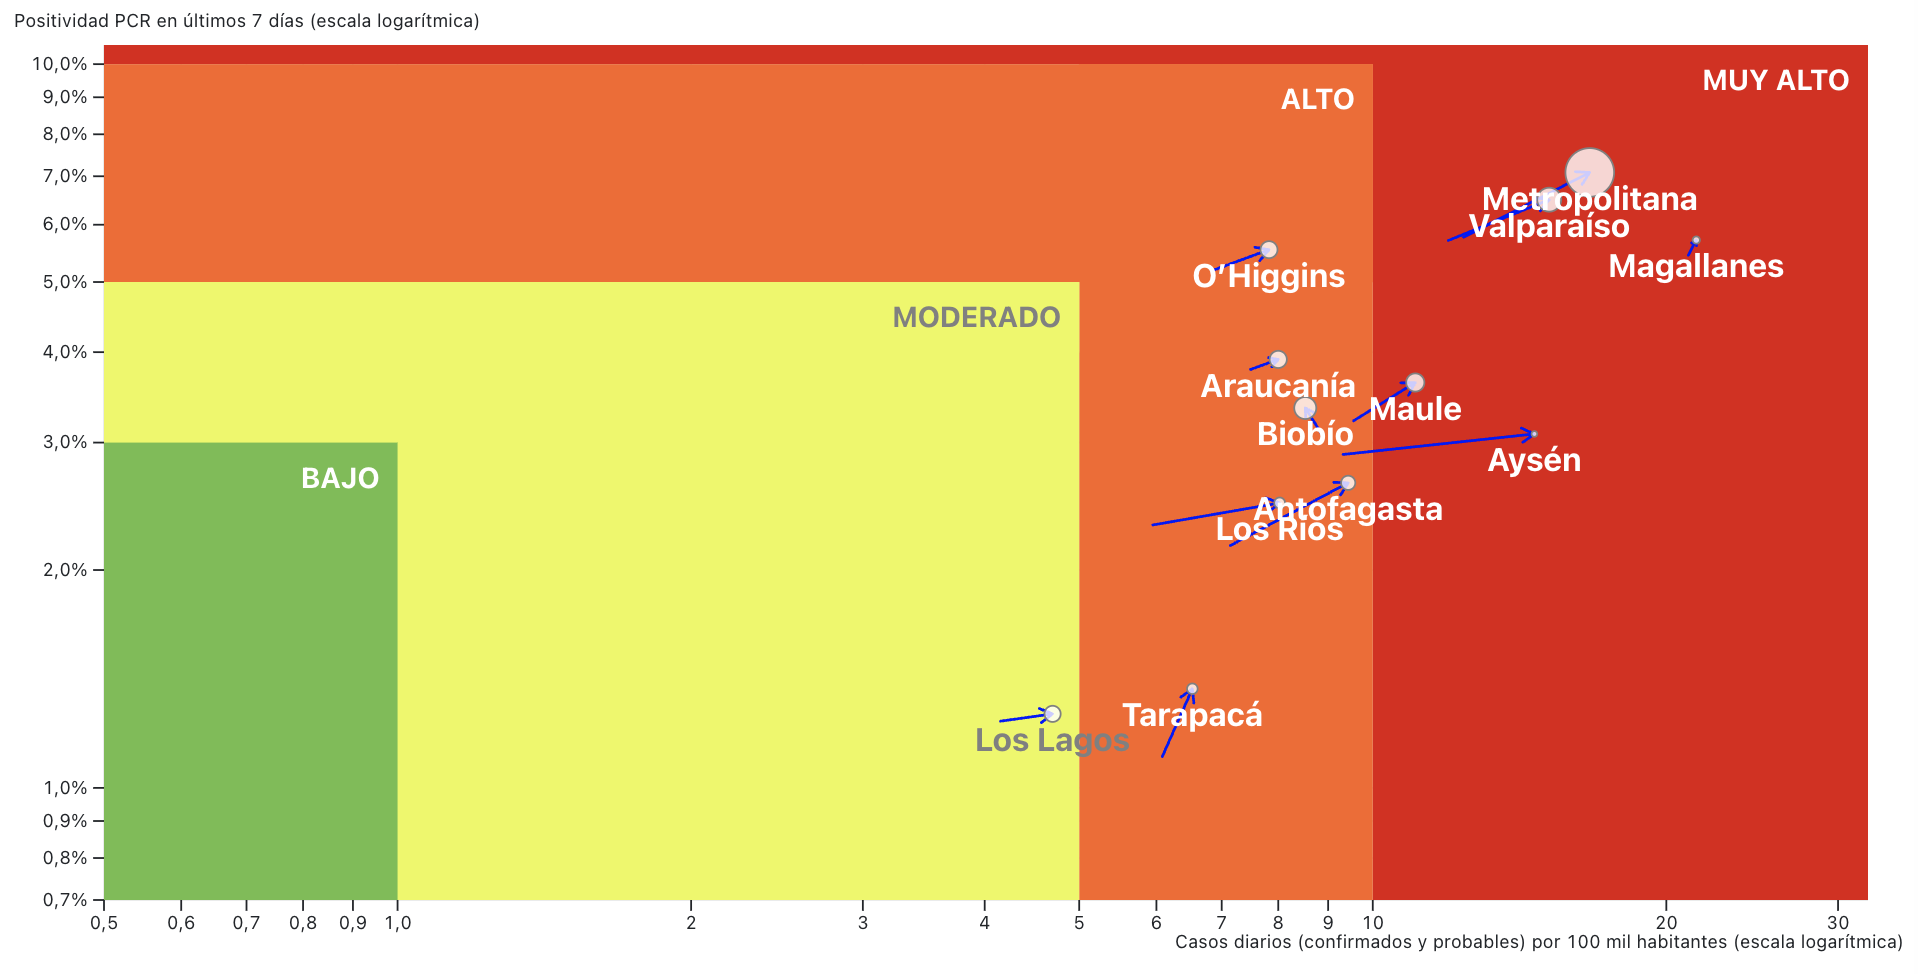 Positividad PCR en últimos 7 días (escala logarítmica)
10,0%
9,0%
8,0%
7,0%
6,0%
5,0%
4,0%
3,0%
2,0%
1,0%
0,9%
0,8%
0,7%
MUY ALTO
ALTO
MODERADO
BAJO
Metropolitana
Valparaíso
Magallanes
O’Higgins
Araucanía
Maule
Biobío
Aysén
Antofagasta
Los Ríos
Tarapacá
Los Lagos
0,5 0,6 0,7 0,8 0,9 1,0 2 3 4 5 6 7 8 9 10 20 30
Casos diarios (confirmados y probables) por 100 mil habitantes (escala logarítmica)